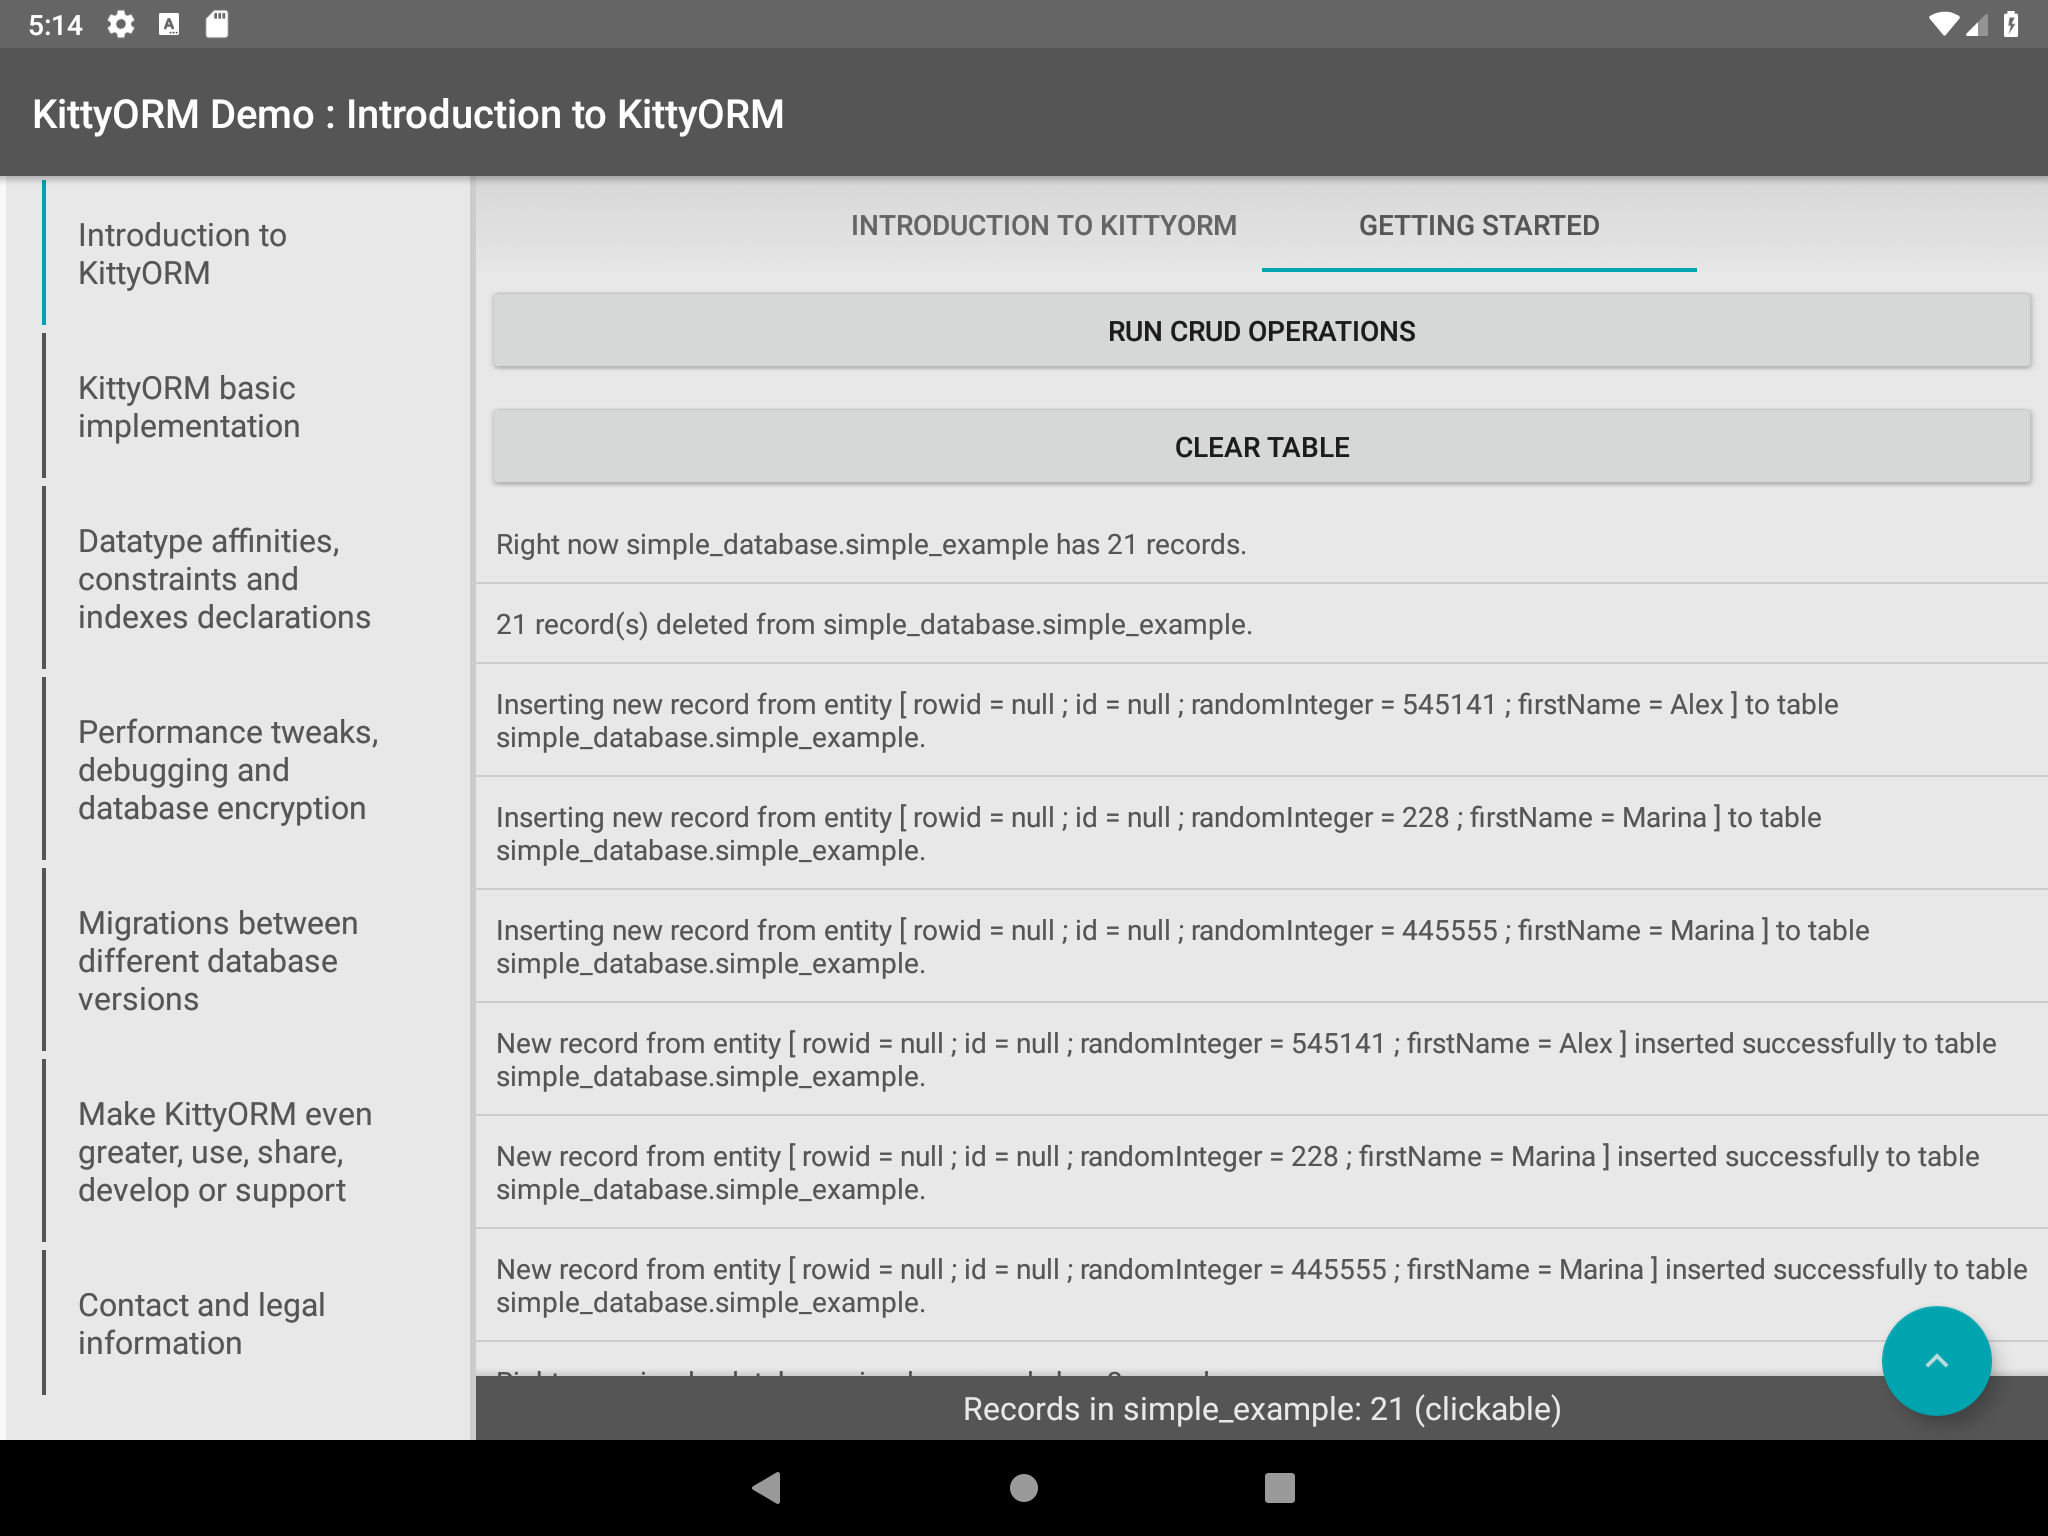 5:14
KittyORM Demo : Introduction to KittyORM
Introduction to
KittyORM
KittyORM basic
implementation
Datatype affinities,
constraints and
indexes declarations
Performance tweaks,
debugging and
database encryption
Migrations between
different database
versions
Make KittyORM even
greater, use, share,
develop or support
Contact and legal
information
INTRODUCTION TO KITTYORM
GETTING STARTED
RUN CRUD OPERATIONS
CLEAR TABLE
Right now simple_database.simple_example has 21 records.
21 record(s) deleted from simple_database.simple_example.
Inserting new record from entity [ rowid = null ; id = null ; randomInteger = 545141 ; firstName = Alex ] to table
simple_database.simple_example.
Inserting new record from entity [ rowid = null ; id = null ; randomInteger = 228 ; firstName = Marina ] to table
simple_database.simple_example.
Inserting new record from entity [ rowid = null ; id = null ; randomInteger = 445555 ; firstName = Marina ] to table
simple_database.simple_example.
New record from entity [ rowid = null ; id = null ; randomInteger = 545141 ; firstName = Alex ] inserted successfully to table
simple_database.simple_example.
New record from entity [ rowid = null ; id = null ; randomInteger = 228 ; firstName = Marina ] inserted successfully to table
simple_database.simple_example.
New record from entity [ rowid = null ; id = null ; randomInteger = 445555 ; firstName = Marina ] inserted successfully to table
simple_database.simple_example.
Records in simple_example: 21 (clickable)